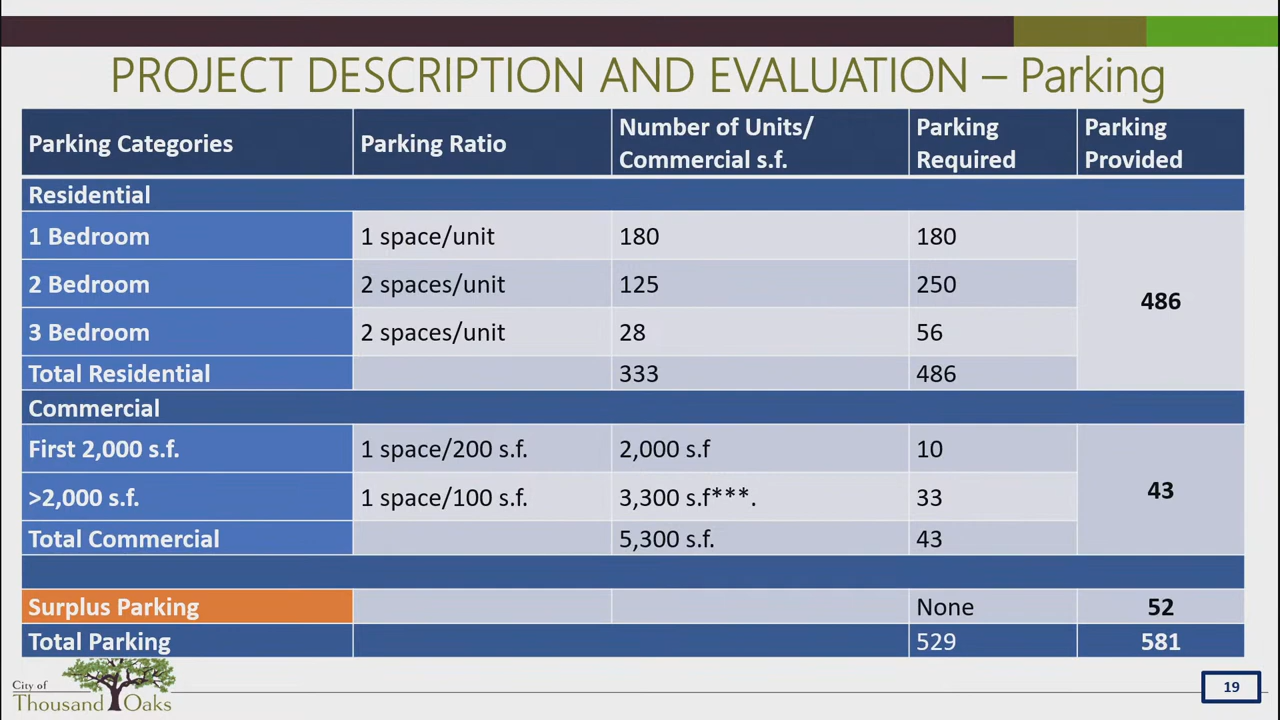 PROJECT DESCRIPTION AND EVALUATION – Parking
Parking Categories
Parking Ratio
Number of Units/
Commercial s.f.
Parking
Required
Parking
Provided
Residential
1 Bedroom 1 space/unit 180 180
486
2 Bedroom 2 spaces/unit 125 250
3 Bedroom 2 spaces/unit 28 56
Total Residential 333 486
Commercial
First 2,000 s.f. 1 space/200 s.f. 2,000 s.f 10
43
>2,000 s.f. 1 space/100 s.f. 3,300 s.f***. 33
Total Commercial 5,300 s.f. 43
Surplus Parking None 52
Total Parking 529 581
City of
Thousand Oaks
19